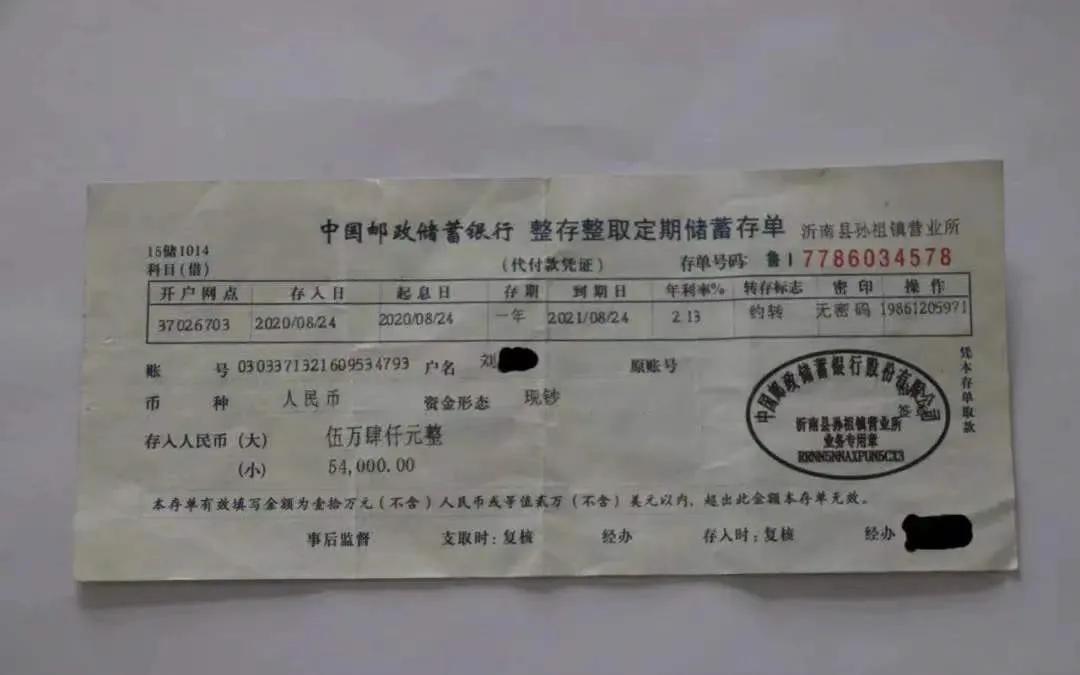 中国邮政储蓄银行 整存整取定期储蓄存单 沂南县孙祖镇营业所
15储1014
科目(借) (代付款凭证) 存单号码: 鲁I 7786034578
开户网点 存入日 起息日 存期 到期日 年利率% 转存标志 密印 操作
37026703 2020/08/24 2020/08/24 一年 2021/08/24 2.13 约转 无密码 19861205971
账 号 0303371321609534793 户名 刘 原账号
币 种 人民币 资金形态 现钞
存入人民币(大) 伍万肆仟元整
(小) 54,000.00
凭本存单取款
中国邮政储蓄银行股份有限公司
签
沂南县孙祖镇营业所
业务专用章
RRNN5NNAXPUN5CX3
本存单有效填写金额为壹拾万元(不含)人民币或等值贰万(不含)美元以内,超出此金额本存单无效。
事后监督 支取时:复核 经办 存入时:复核 经办